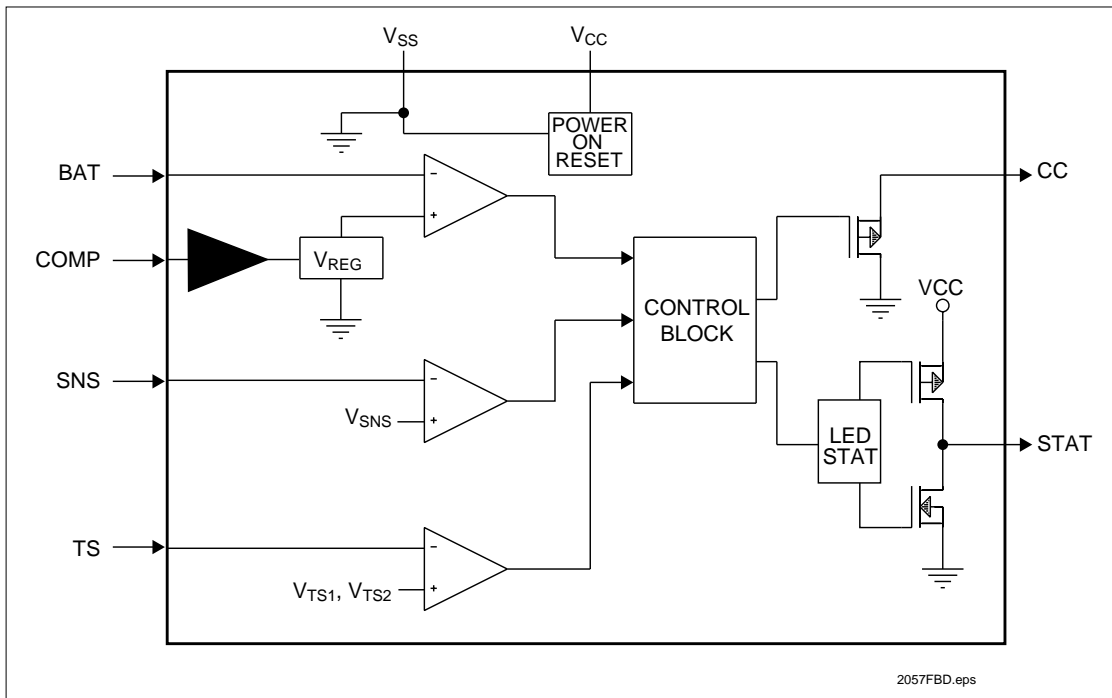 VSS
VCC
POWER
ON
RESET
BAT
−
+
CC
COMP
VREG
VCC
CONTROL
BLOCK
SNS
−
VSNS
+
LED
STAT
STAT
TS
−
VTS1, VTS2
+
2057FBD.eps